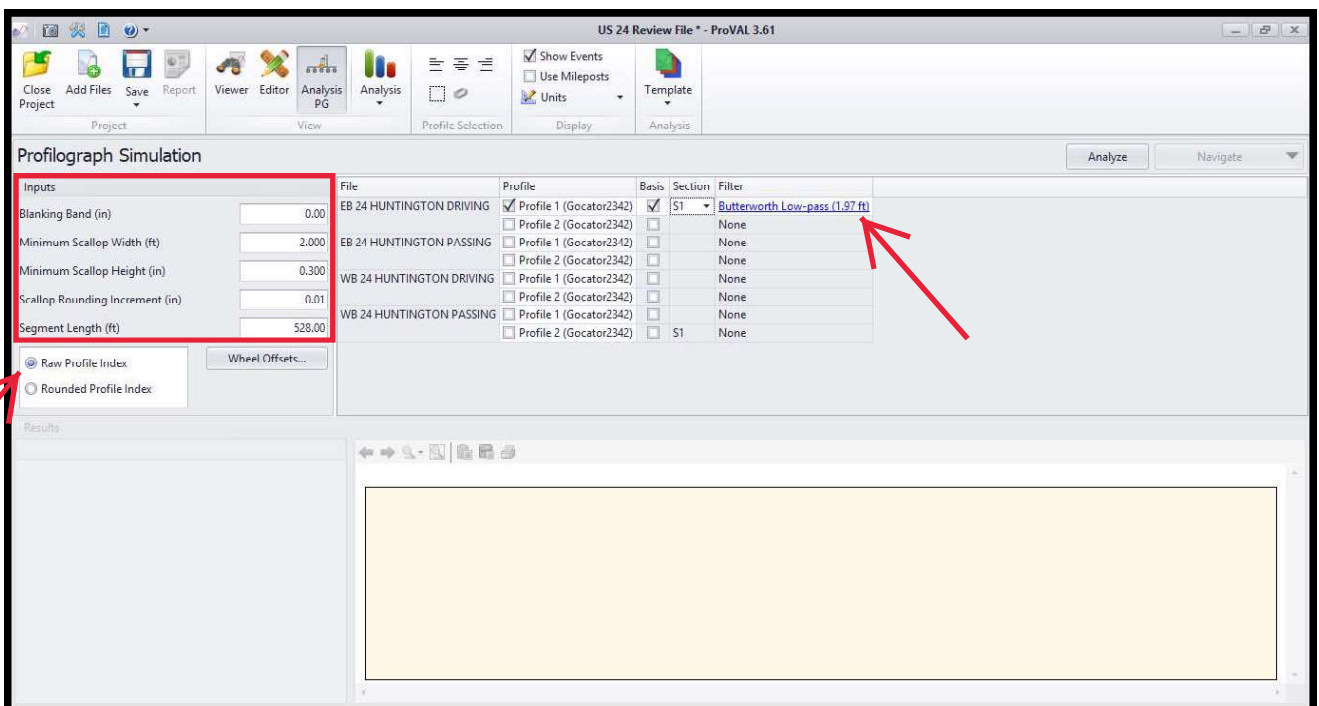 US 24 Review File * - ProVAL 3.61
Close Project
Add Files
Save
Report
Viewer
Editor
Analysis PG
Analysis
Show Events
Use Mileposts
Units
Template
Project
View
Profile Selection
Display
Analysis
Profilograph Simulation
Analyze
Navigate
Inputs
Blanking Band (in) 0.00
Minimum Scallop Width (ft) 2.000
Minimum Scallop Height (in) 0.300
Scallop Rounding Increment (in) 0.01
Segment Length (ft) 528.00
Raw Profile Index
Rounded Profile Index
Wheel Offsets...
File Profile Basis Section Filter
EB 24 HUNTINGTON DRIVING Profile 1 (Gocator2342) S1 Butterworth Low-pass (1.97 ft)
Profile 2 (Gocator2342) None
EB 24 HUNTINGTON PASSING Profile 1 (Gocator2342) None
Profile 2 (Gocator2342) None
WB 24 HUNTINGTON DRIVING Profile 1 (Gocator2342) None
Profile 2 (Gocator2342) None
WB 24 HUNTINGTON PASSING Profile 1 (Gocator2342) None
Profile 2 (Gocator2342) S1 None
Results